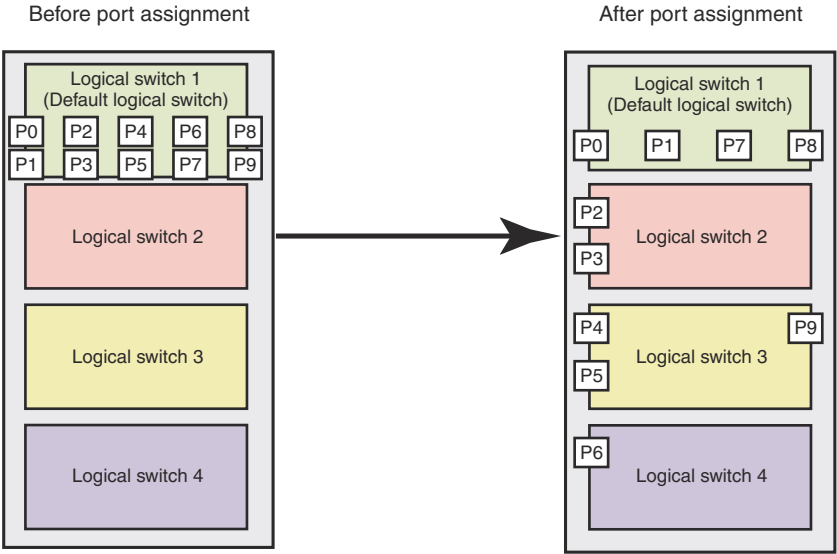 Before port assignment
Logical switch 1
(Default logical switch)
P0 P2 P4 P6 P8
P1 P3 P5 P7 P9
Logical switch 2
Logical switch 3
Logical switch 4
After port assignment
Logical switch 1
(Default logical switch)
P0 P1 P7 P8
P2
Logical switch 2
P3
P4 P9
Logical switch 3
P5
P6
Logical switch 4